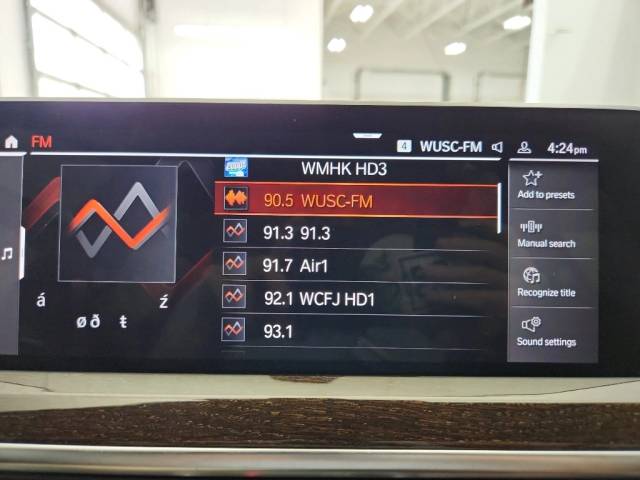 FM
4 WUSC-FM 4:24pm
WMHK HD3
90.5 WUSC-FM
91.3 91.3
91.7 Air1
92.1 WCFJ HD1
93.1
á ź
øð ŧ
Add to presets
Manual search
Recognize title
Sound settings